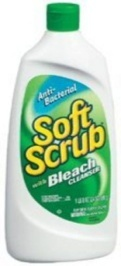 Anti-
Bacterial
Soft
Scrub
with Bleach
CLEANSER